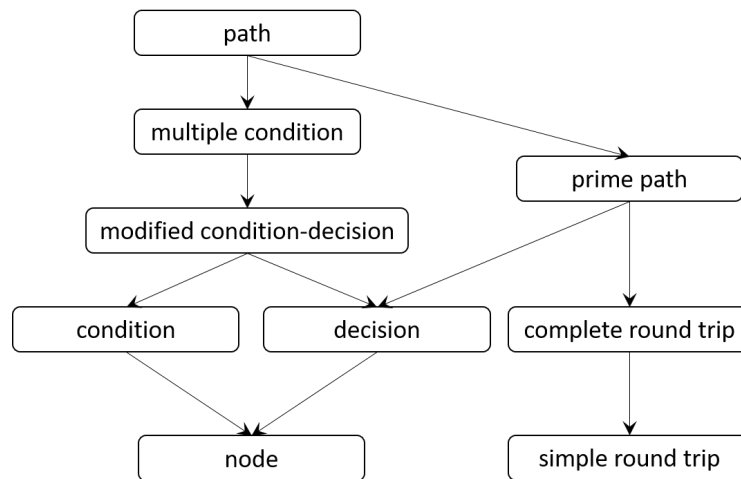 path
multiple condition
prime path
modified condition-decision
condition
decision
complete round trip
node
simple round trip